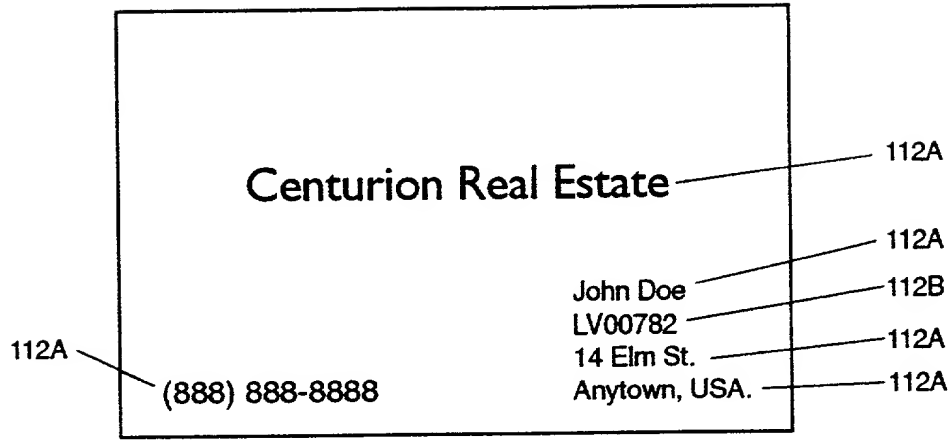 112A
Centurion Real Estate
112A
John Doe
112B
LV00782
112A
14 Elm St.
112A
(888) 888-8888
Anytown, USA.
112A